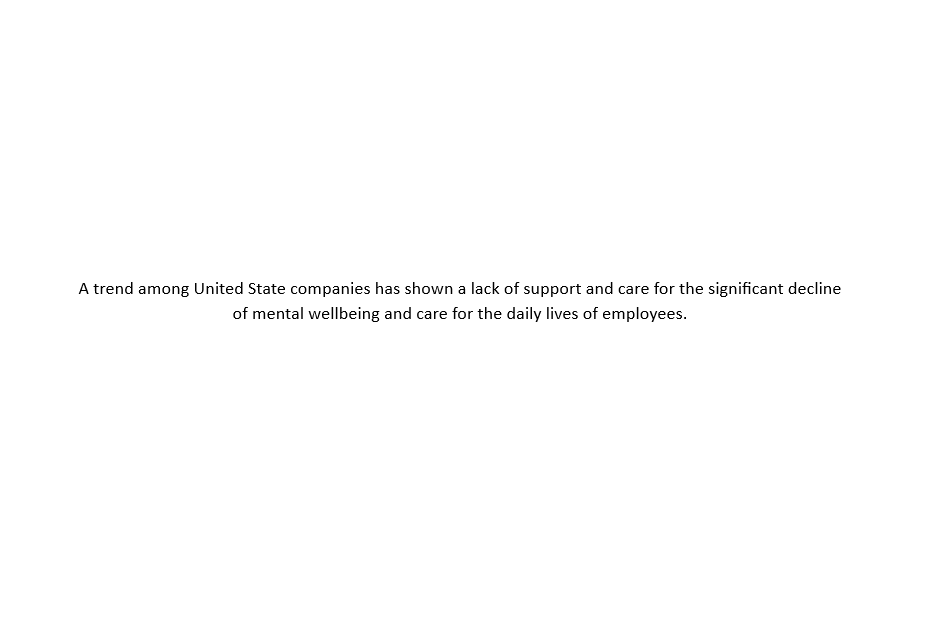 A trend among United State companies has shown a lack of support and care for the significant decline
of mental wellbeing and care for the daily lives of employees.